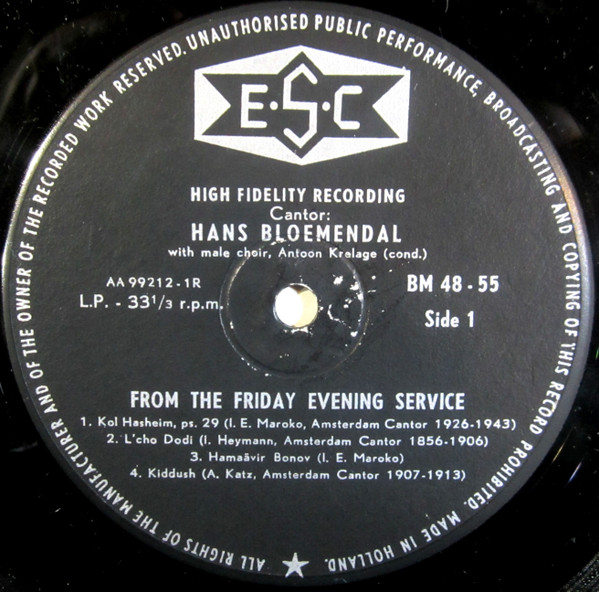 ALL RIGHTS OF THE MANUFACTURER AND OF THE OWNER OF THE RECORDED WORK RESERVED. UNAUTHORISED PUBLIC PERFORMANCE, BROADCASTING AND COPYING OF THIS RECORD PROHIBITED. MADE IN HOLLAND.
E·S·C
HIGH FIDELITY RECORDING
Cantor:
HANS BLOEMENDAL
with male choir, Antoon Krelage (cond.)
AA 99212-1R
L.P. - 33 1/3 r.p.m.
BM 48 - 55
Side 1
FROM THE FRIDAY EVENING SERVICE
1. Kol Hasheim, ps. 29 (I. E. Maroko, Amsterdam Cantor 1926-1943)
2. L'cho Dodi (I. Heymann, Amsterdam Cantor 1856-1906)
3. Hamaävir Bonov (I. E. Maroko)
4. Kiddush (A. Katz, Amsterdam Cantor 1907-1913)